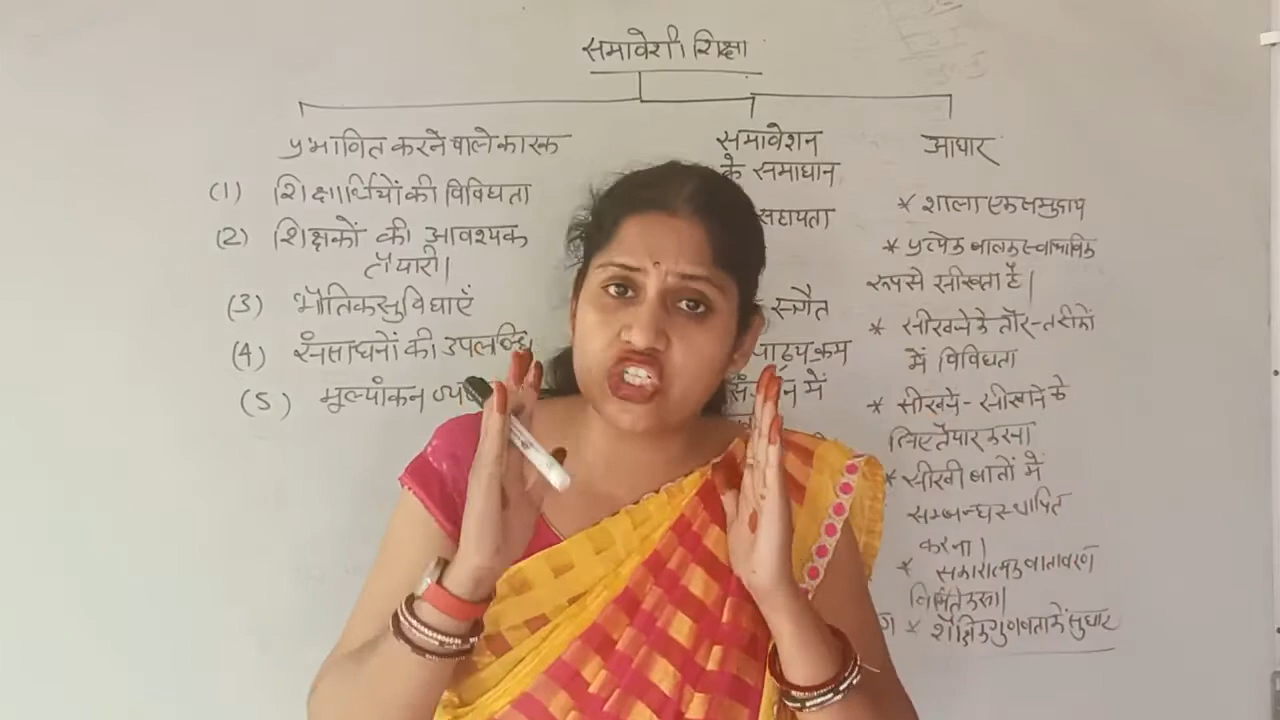 समावेशी शिक्षा
प्रभावित करने वाले कारक
(1) शिक्षार्थियों की विविधता
(2) शिक्षकों की आवश्यक
तैयारी।
(3) भौतिक सुविधाएँ
(4) संसाधनों की उपलब्धि
(5) मूल्यांकन
समावेशन
के समाधान
सहायता
पाठ्यक्रम
में
आधार
* शाला एक समुदाय
* प्रत्येक बालक स्वाभाविक
रूप से सीखता है।
* सीखने के तौर-तरीकों
में विविधता
* सीखने-सीखाने के
लिए तैयार करना
* सीखी बातों में
सम्बन्ध स्थापित
करना।
* सकारात्मक वातावरण
निर्मित करना।
* शैक्षिक गुणवत्ता में सुधार